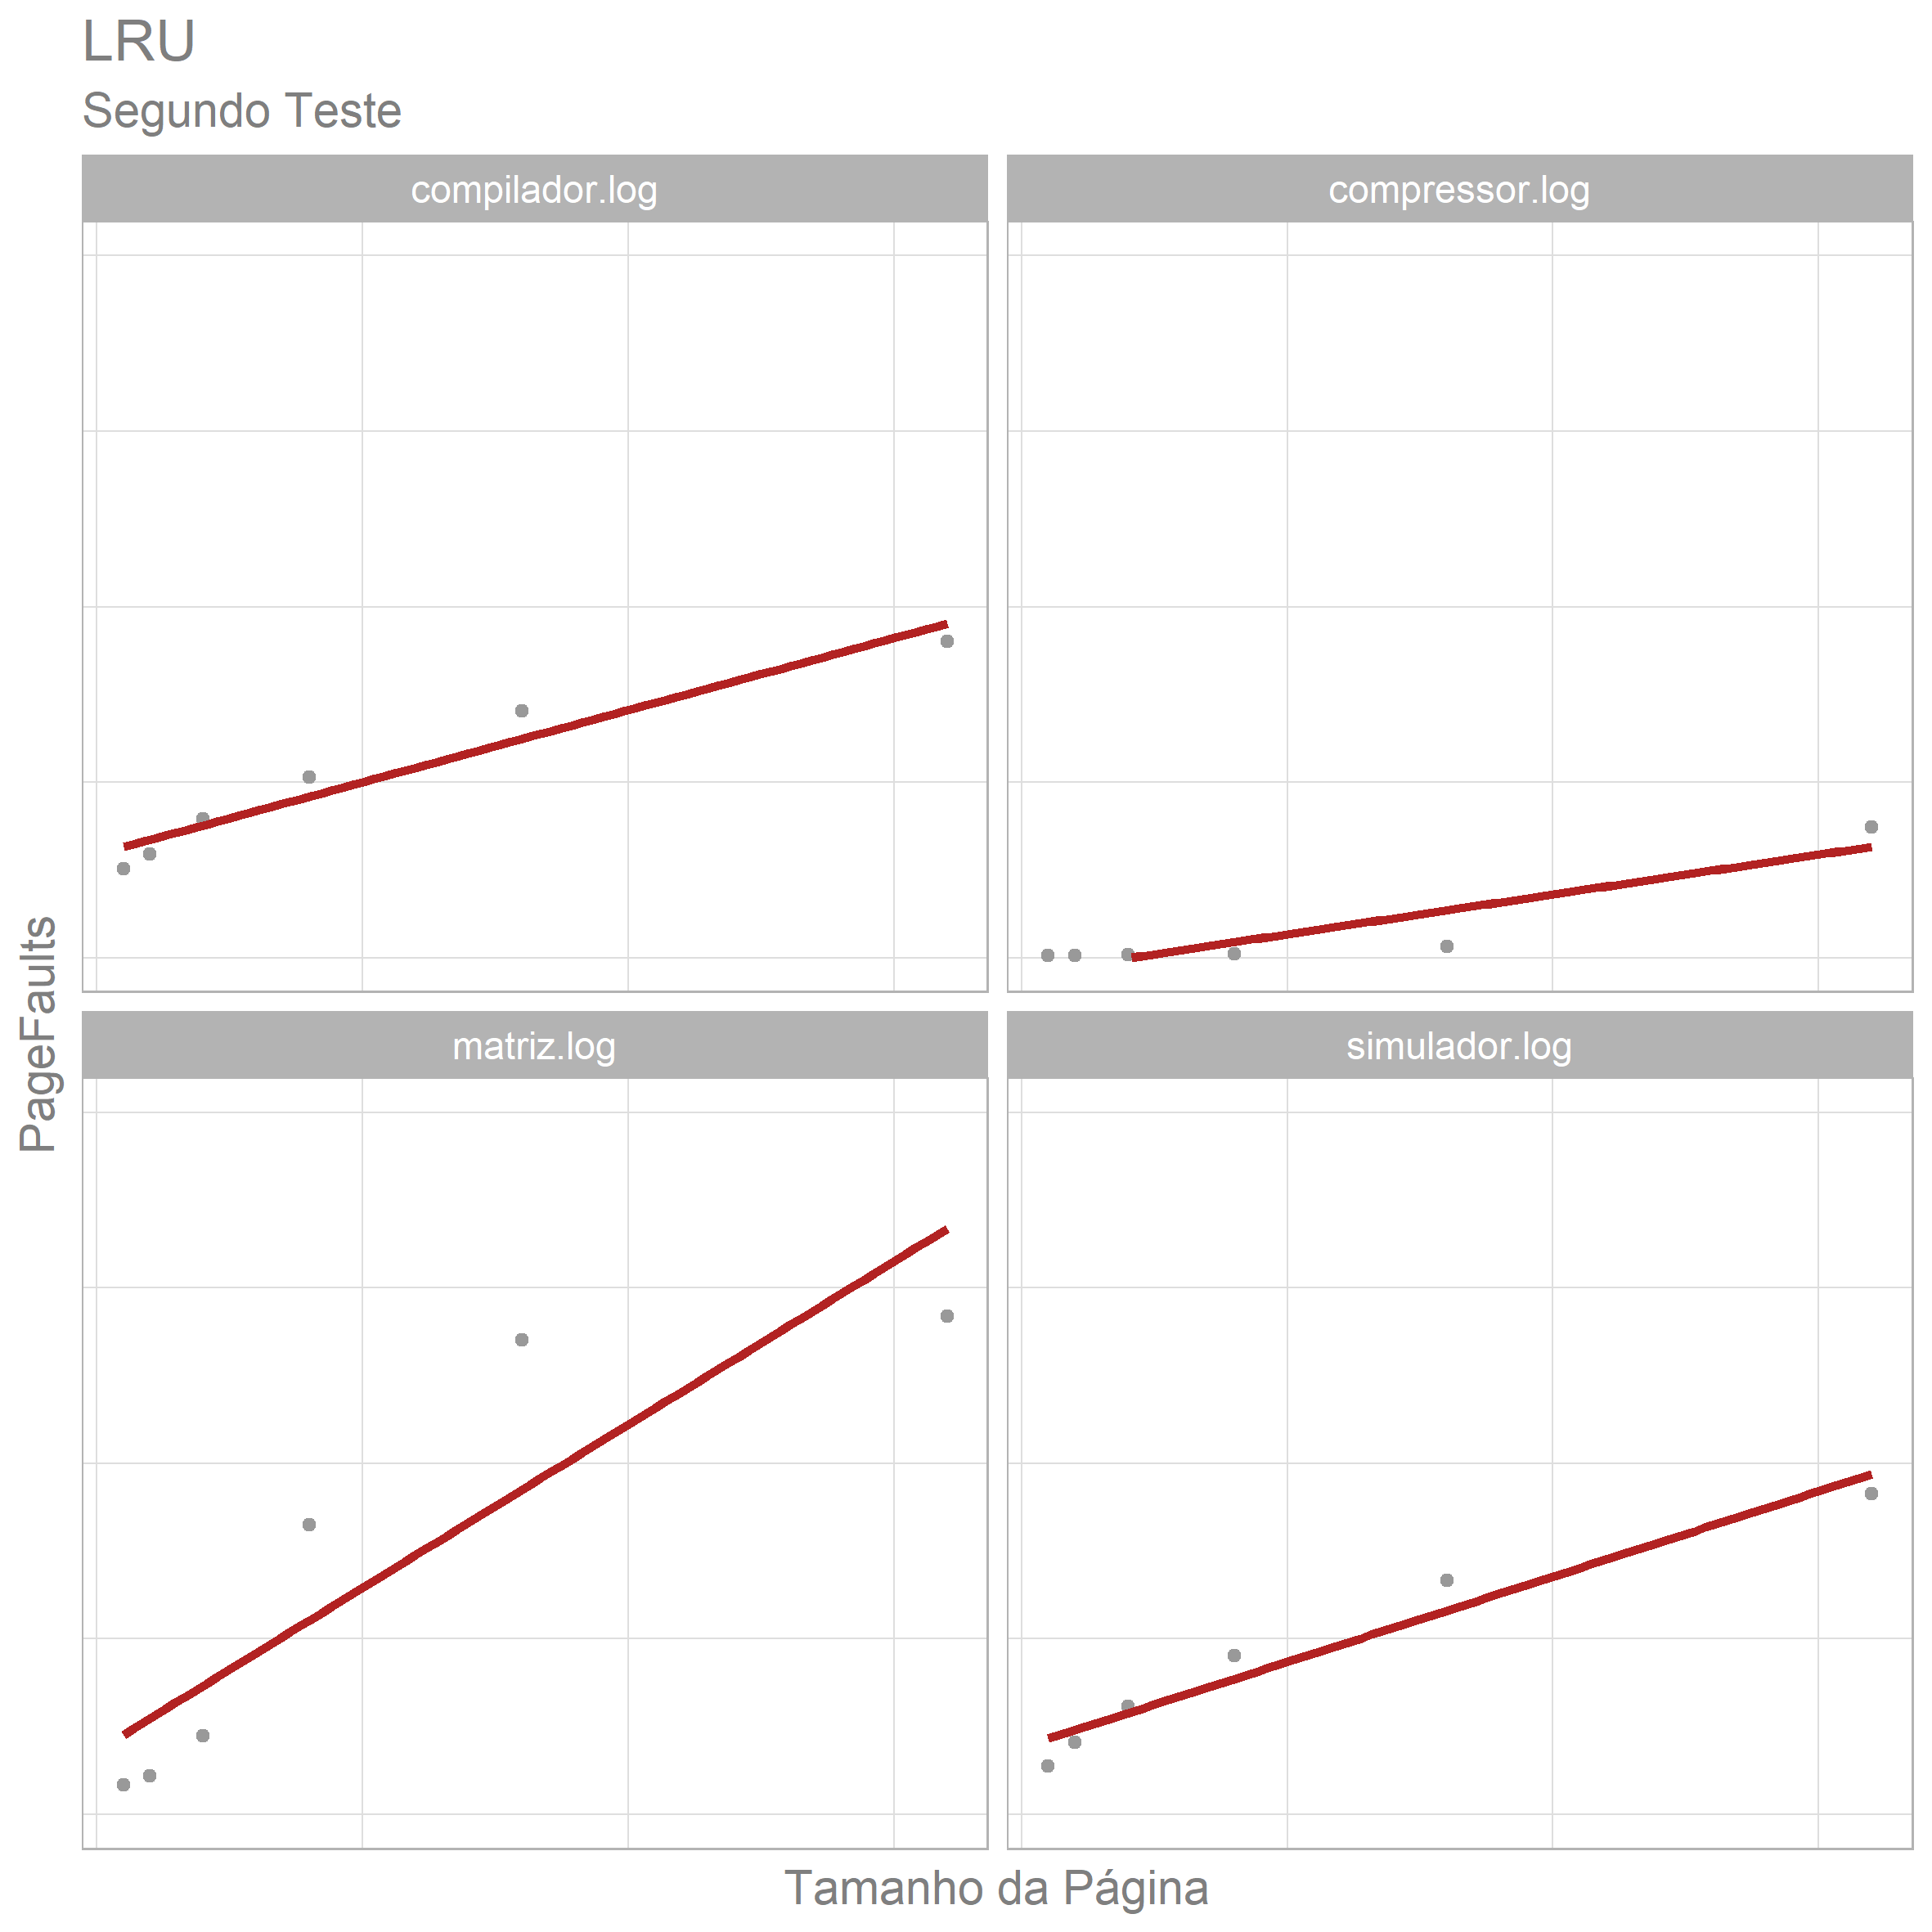 LRU
Segundo Teste
compilador.log
compressor.log
PageFaults
matriz.log
simulador.log
Tamanho da Página